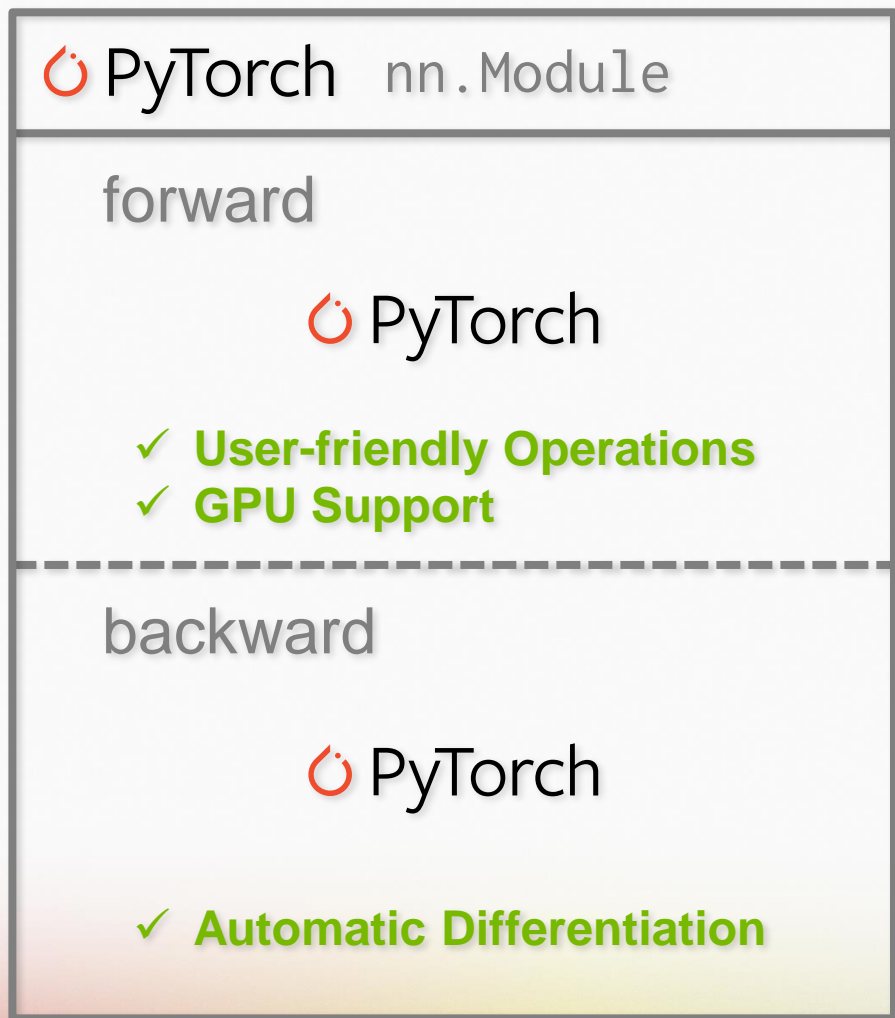 PyTorch nn.Module
forward
PyTorch
✓ User-friendly Operations
✓ GPU Support
backward
PyTorch
✓ Automatic Differentiation